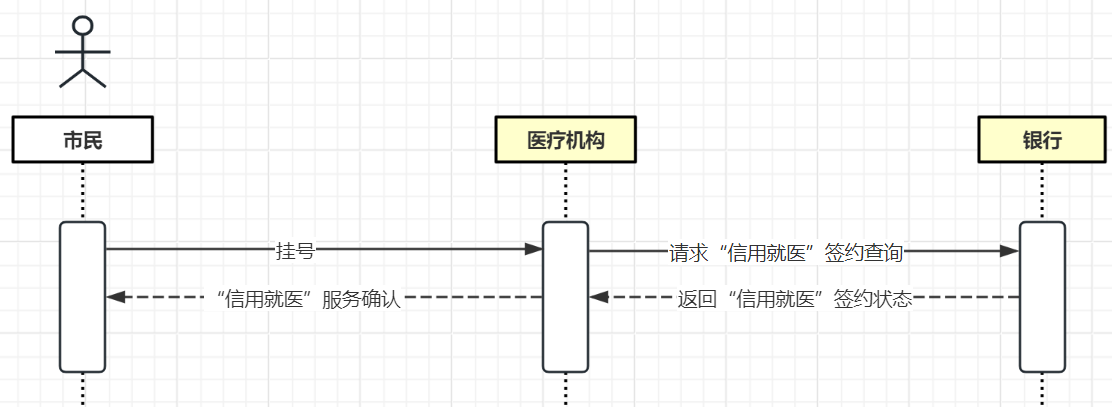 市民
医疗机构
银行
挂号
请求“信用就医”签约查询
“信用就医”服务确认
返回“信用就医”签约状态